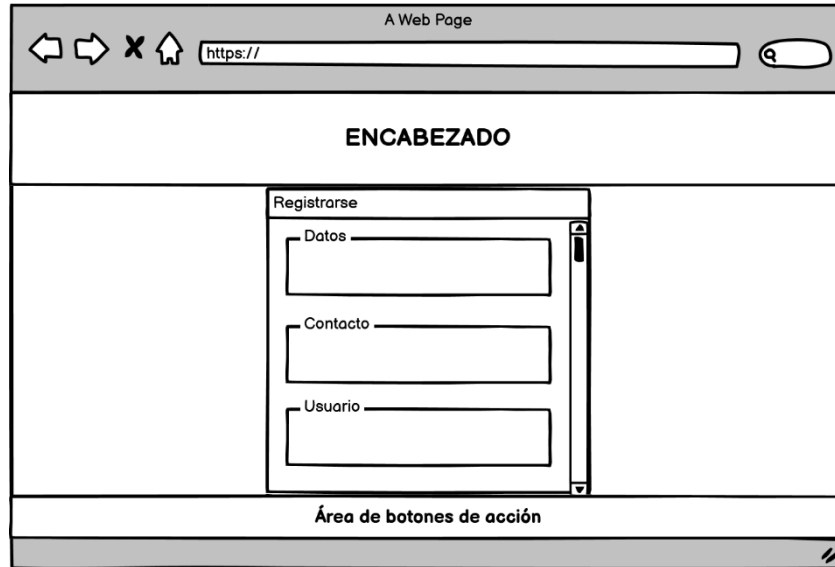 A Web Page
https://
ENCABEZADO
Registrarse
Datos
Contacto
Usuario
Área de botones de acción